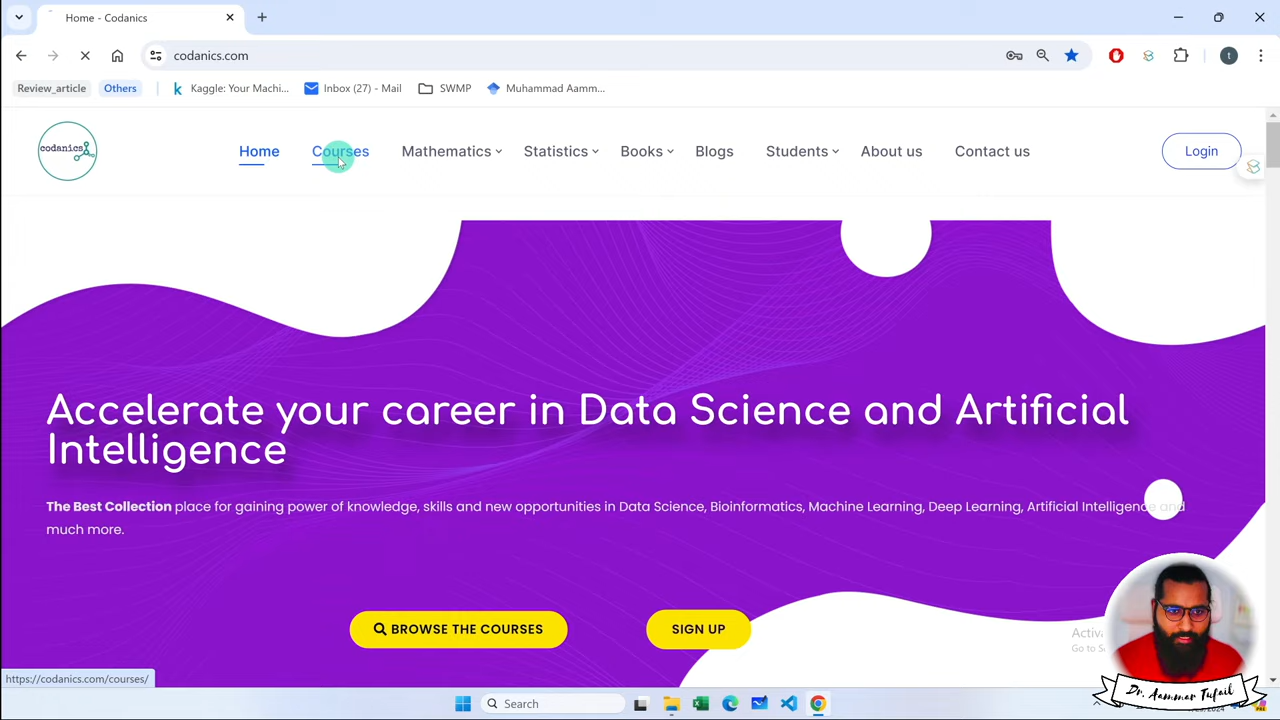 Home - Codanics
codanics.com
Review_article
Others
Kaggle: Your Machi...
Inbox (27) - Mail
SWMP
Muhammad Aamm...
codanics
Home
Courses
Mathematics
Statistics
Books
Blogs
Students
About us
Contact us
Login
Accelerate your career in Data Science and Artificial
Intelligence
The Best Collection place for gaining power of knowledge, skills and new opportunities in Data Science, Bioinformatics, Machine Learning, Deep Learning, Artificial Intelligence and
much more.
BROWSE THE COURSES
SIGN UP
https://codanics.com/courses/
Search
Dr. Aammar Tufail